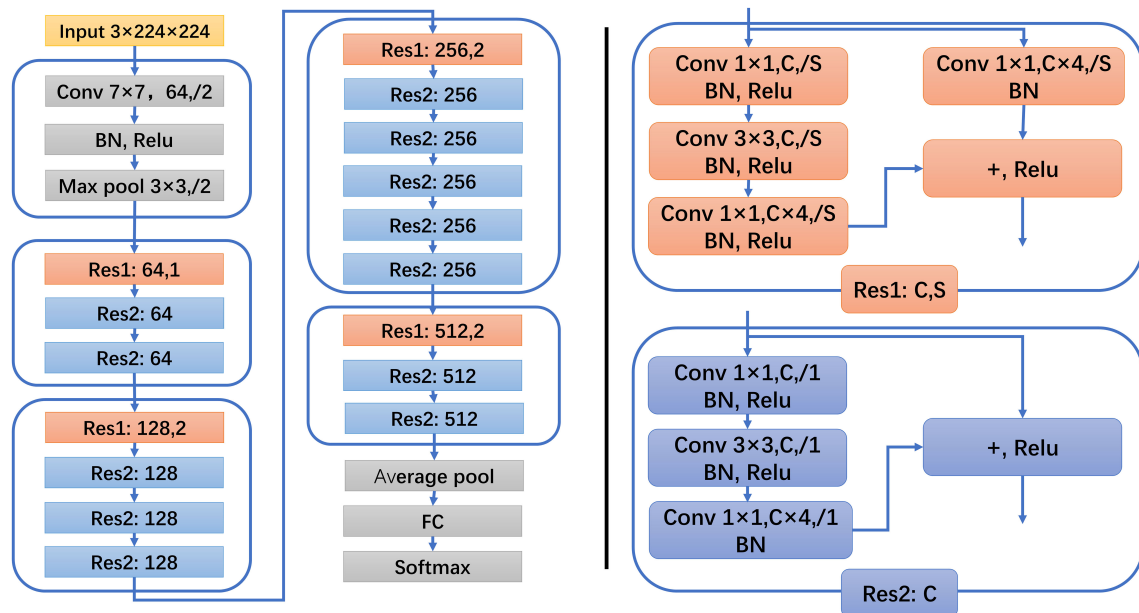 Input 3×224×224
Conv 7×7，64,/2
BN, Relu
Max pool 3×3,/2
Res1: 64,1
Res2: 64
Res2: 64
Res1: 128,2
Res2: 128
Res2: 128
Res2: 128
Res1: 256,2
Res2: 256
Res2: 256
Res2: 256
Res2: 256
Res2: 256
Res1: 512,2
Res2: 512
Res2: 512
Average pool
FC
Softmax
Conv 1×1,C,/S
BN, Relu
Conv 3×3,C,/S
BN, Relu
Conv 1×1,C×4,/S
BN, Relu
Conv 1×1,C×4,/S
BN
+, Relu
Res1: C,S
Conv 1×1,C,/1
BN, Relu
Conv 3×3,C,/1
BN, Relu
Conv 1×1,C×4,/1
BN
+, Relu
Res2: C